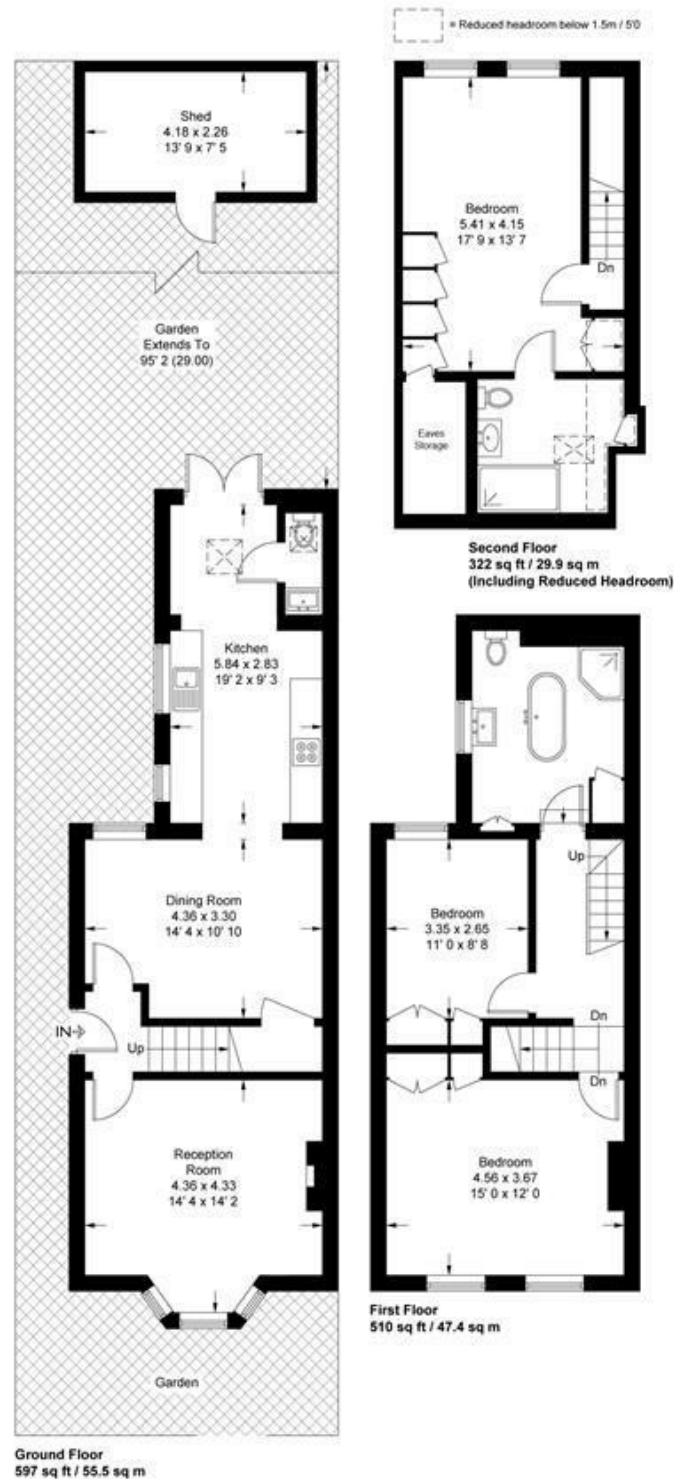 = Reduced headroom below 1.5m / 5'0
Shed
4.18 x 2.26
13' 9 x 7' 5
Garden
Extends To
95' 2 (29.00)
Kitchen
5.84 x 2.83
19' 2 x 9' 3
Dining Room
4.36 x 3.30
14' 4 x 10' 10
IN
Up
Reception
Room
4.36 x 4.33
14' 4 x 14' 2
Garden
Ground Floor
597 sq ft / 55.5 sq m
Bedroom
5.41 x 4.15
17' 9 x 13' 7
Dn
Eaves
Storage
Second Floor
322 sq ft / 29.9 sq m
(Including Reduced Headroom)
Up
Bedroom
3.35 x 2.65
11' 0 x 8' 8
Dn
Dn
Bedroom
4.56 x 3.67
15' 0 x 12' 0
First Floor
510 sq ft / 47.4 sq m